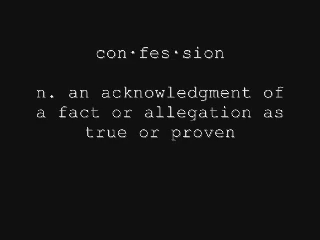 con·fes·sion
n. an acknowledgment of
a fact or allegation as
true or proven